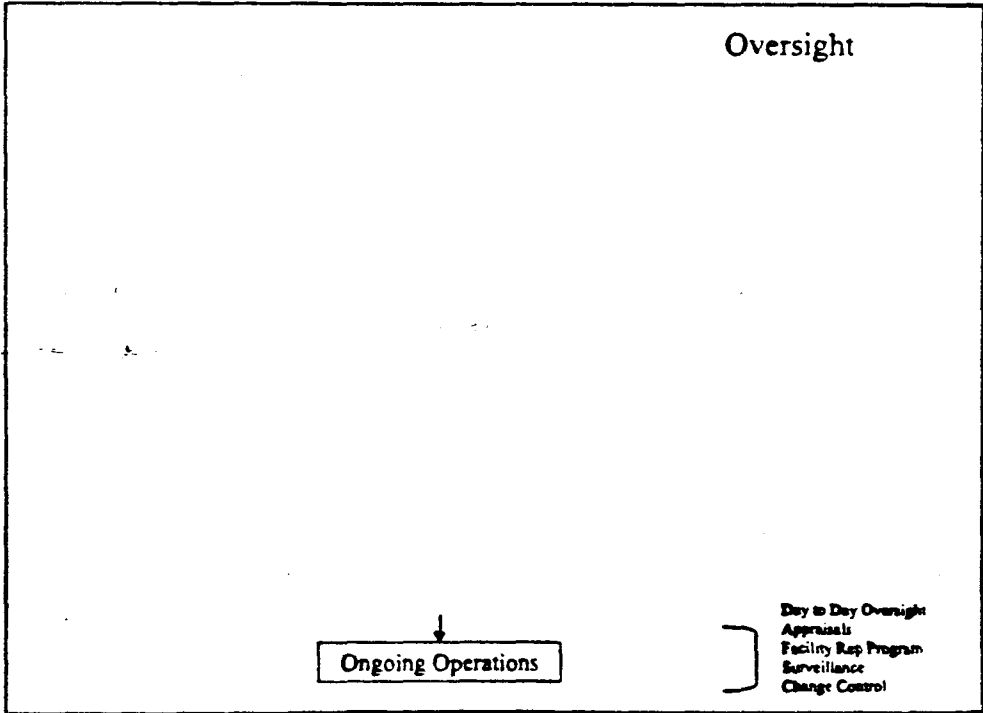 Oversight
Ongoing Operations
Day to Day Oversight
Appraisals
Facility Rep Program
Surveillance
Change Control